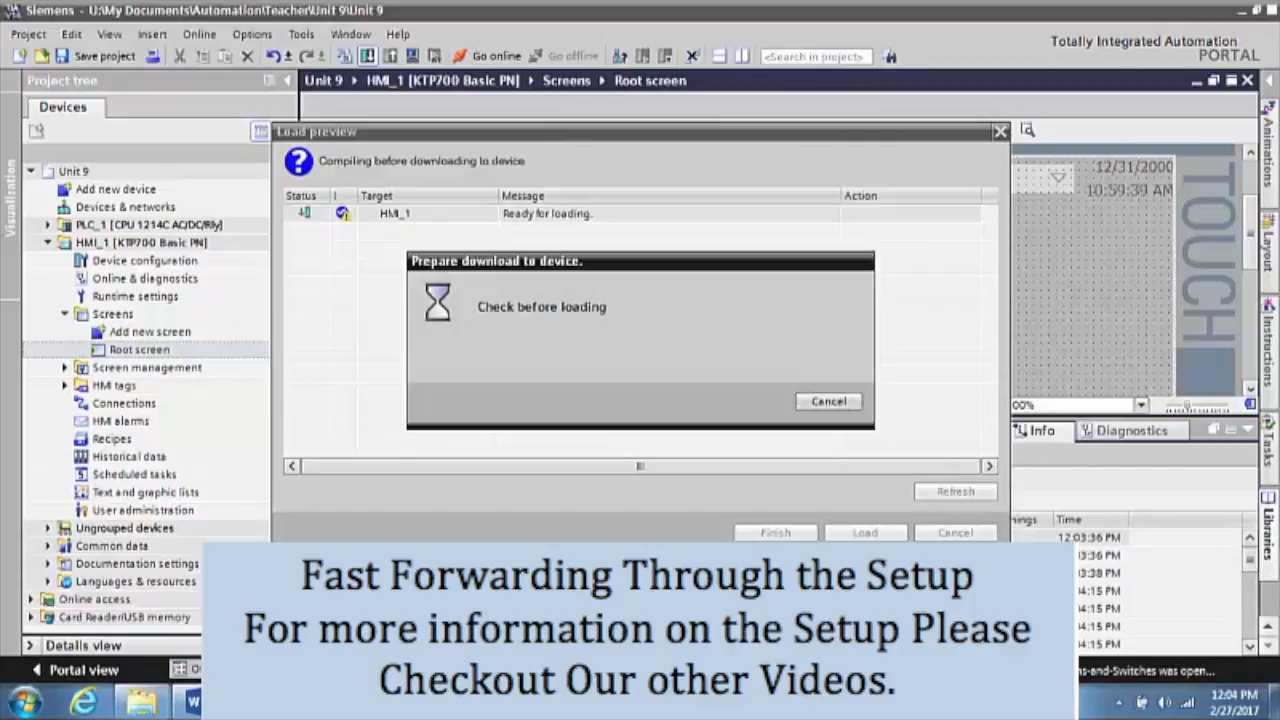 Siemens - U:\My Documents\Automation\Teacher\Unit 9\Unit 9
Project Edit View Insert Online Options Tools Window Help
Totally Integrated Automation
PORTAL
Save project Go online Go offline <Search in projects>
Project tree
Unit 9 HMI_1 [KTP700 Basic PN] Screens Root screen
Devices
Visualization
Unit 9
Add new device
Devices & networks
PLC_1 [CPU 1214C AC/DC/Rly]
HMI_1 [KTP700 Basic PN]
Device configuration
Online & diagnostics
Runtime settings
Screens
Add new screen
Root screen
Screen management
HMI tags
Connections
HMI alarms
Recipes
Historical data
Scheduled tasks
Text and graphic lists
User administration
Ungrouped devices
Common data
Documentation settings
Languages & resources
Online access
Card Reader/USB memory
Details view
Portal view
Load preview
Compiling before downloading to device
Status ! Target Message Action
HMI_1 Ready for loading.
Prepare download to device.
Check before loading
Cancel
Refresh
Finish Load Cancel
12/31/2000
10:59:39 AM
TOUCH
00%
Info Diagnostics
Time
12:03:36 PM
Animations
Layout
Instructions
Tasks
Libraries
Fast Forwarding Through the Setup
For more information on the Setup Please
Checkout Our other Videos.
12:04 PM
2/27/2017